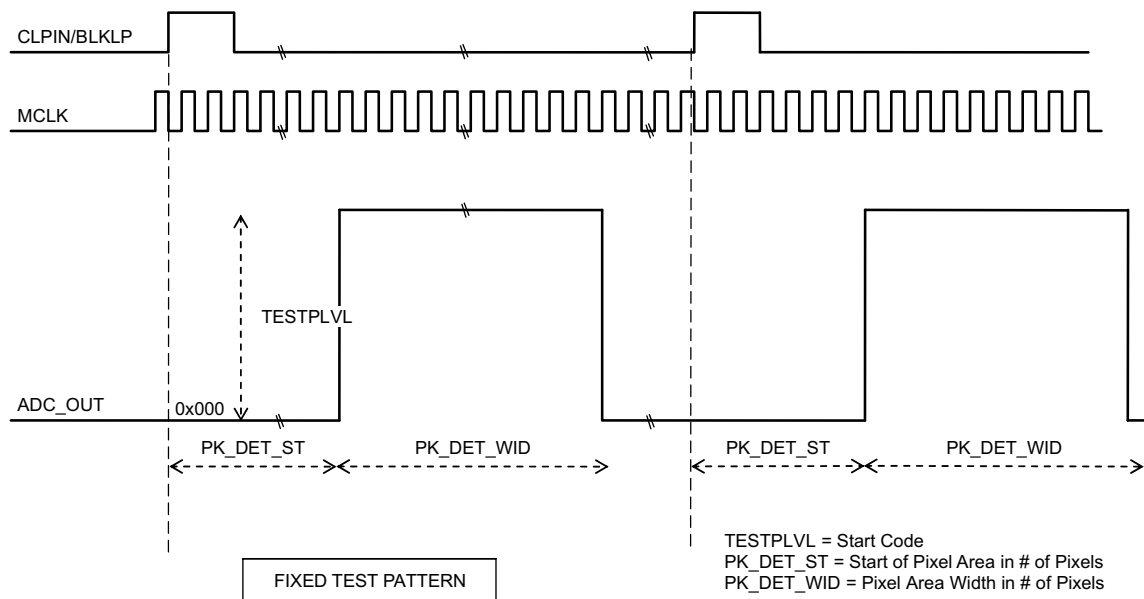 CLPIN/BLKLP
MCLK
TESTPLVL
ADC_OUT
0x000
PK_DET_ST
PK_DET_WID
PK_DET_ST
PK_DET_WID
TESTPLVL = Start Code
PK_DET_ST = Start of Pixel Area in # of Pixels
PK_DET_WID = Pixel Area Width in # of Pixels
FIXED TEST PATTERN